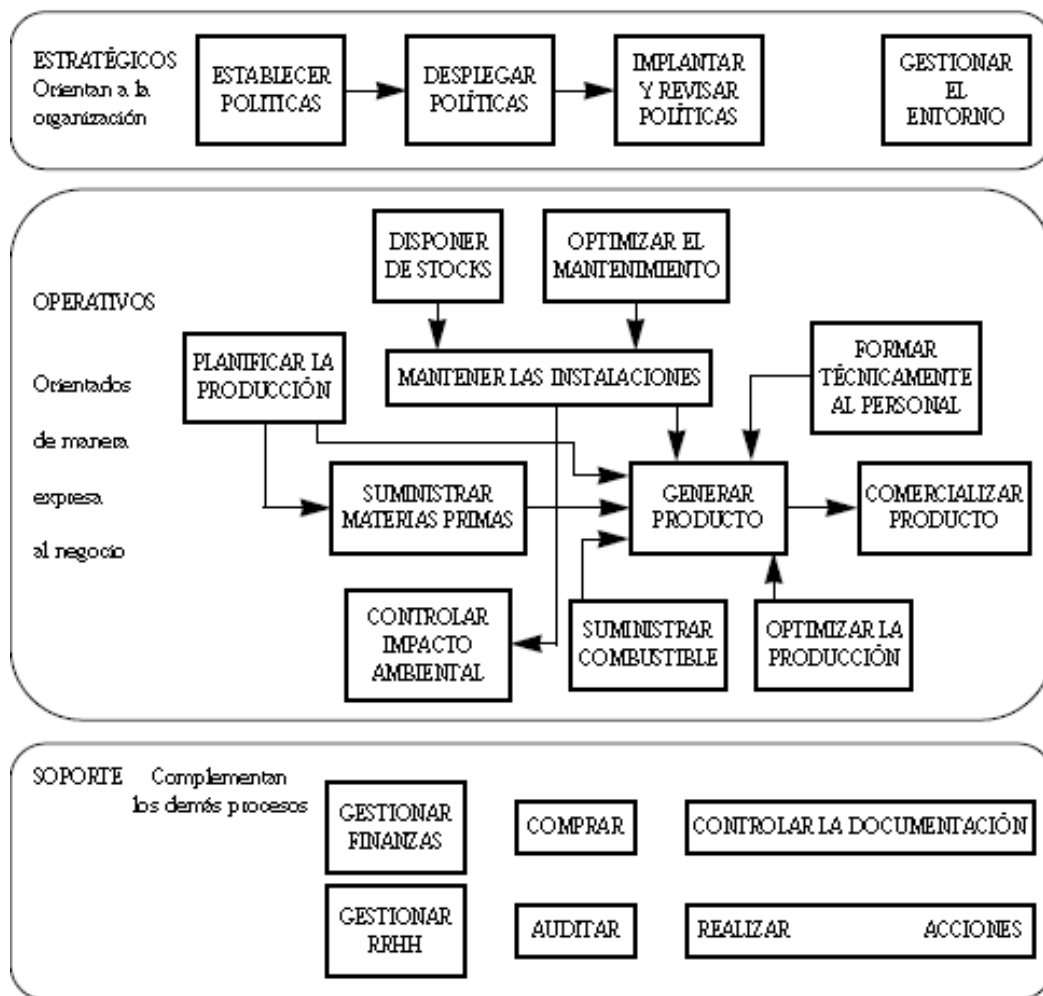 ESTRATÉGICOS
Orientan a la
organización
ESTABLECER
POLITICAS
DESPLEGAR
POLÍTICAS
IMPLANTAR
Y REVISAR
POLÍTICAS
GESTIONAR
EL
ENTORNO
OPERATIVOS
Orientados
de manera
expresa
al negocio
DISPONER
DE STOCKS
OPTIMIZAR EL
MANTENIMIENTO
PLANIFICAR LA
PRODUCCIÓN
MANTENER LAS INSTALACIONES
FORMAR
TÉCNICAMENTE
AL PERSONAL
SUMINISTRAR
MATERIAS PRIMAS
GENERAR
PRODUCTO
COMERCIALIZAR
PRODUCTO
CONTROLAR
IMPACTO
AMBIENTAL
SUMINISTRAR
COMBUSTIBLE
OPTIMIZAR LA
PRODUCCIÓN
SOPORTE Complementan
los demás procesos
GESTIONAR
FINANZAS
COMPRAR
CONTROLAR LA DOCUMENTACIÓN
GESTIONAR
RRHH
AUDITAR
REALIZAR ACCIONES